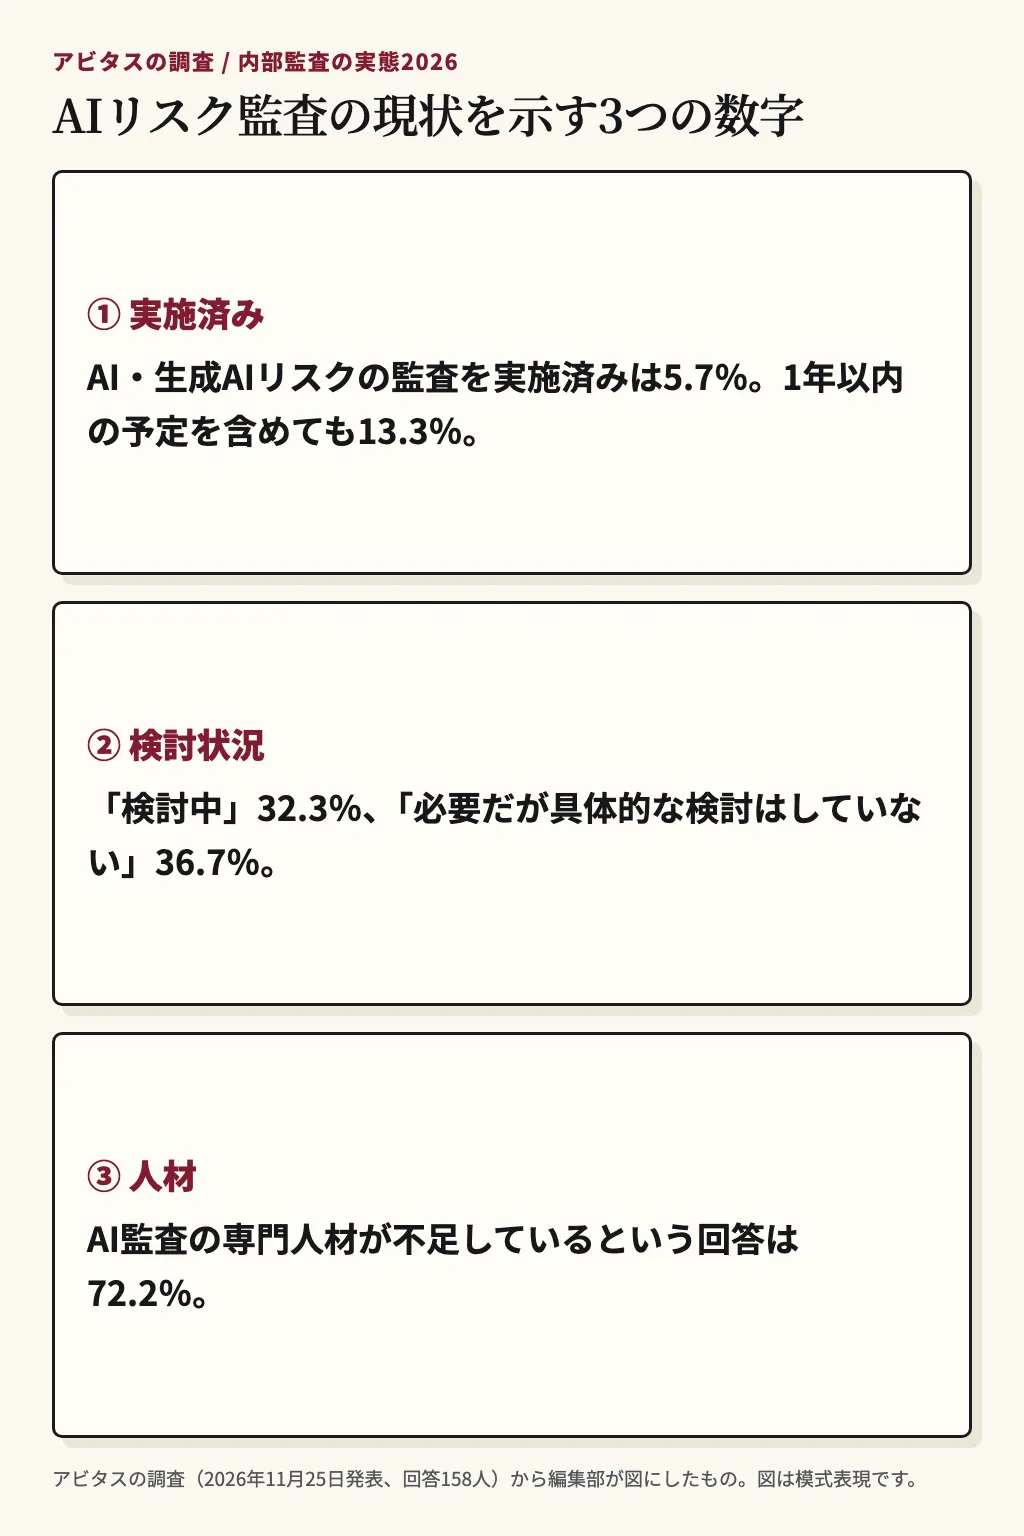 アビタスの調査 / 内部監査の実態2026
AIリスク監査の現状を示す3つの数字
① 実施済み
AI・生成AIリスクの監査を実施済みは5.7%。1年以内
の予定を含めても13.3%。
② 検討状況
「検討中」32.3%、「必要だが具体的な検討はしていな
い」36.7%。
③ 人材
AI監査の専門人材が不足しているという回答は
72.2%。
アビタスの調査（2026年11月25日発表、回答158人）から編集部が図にしたもの。図は模式表現です。